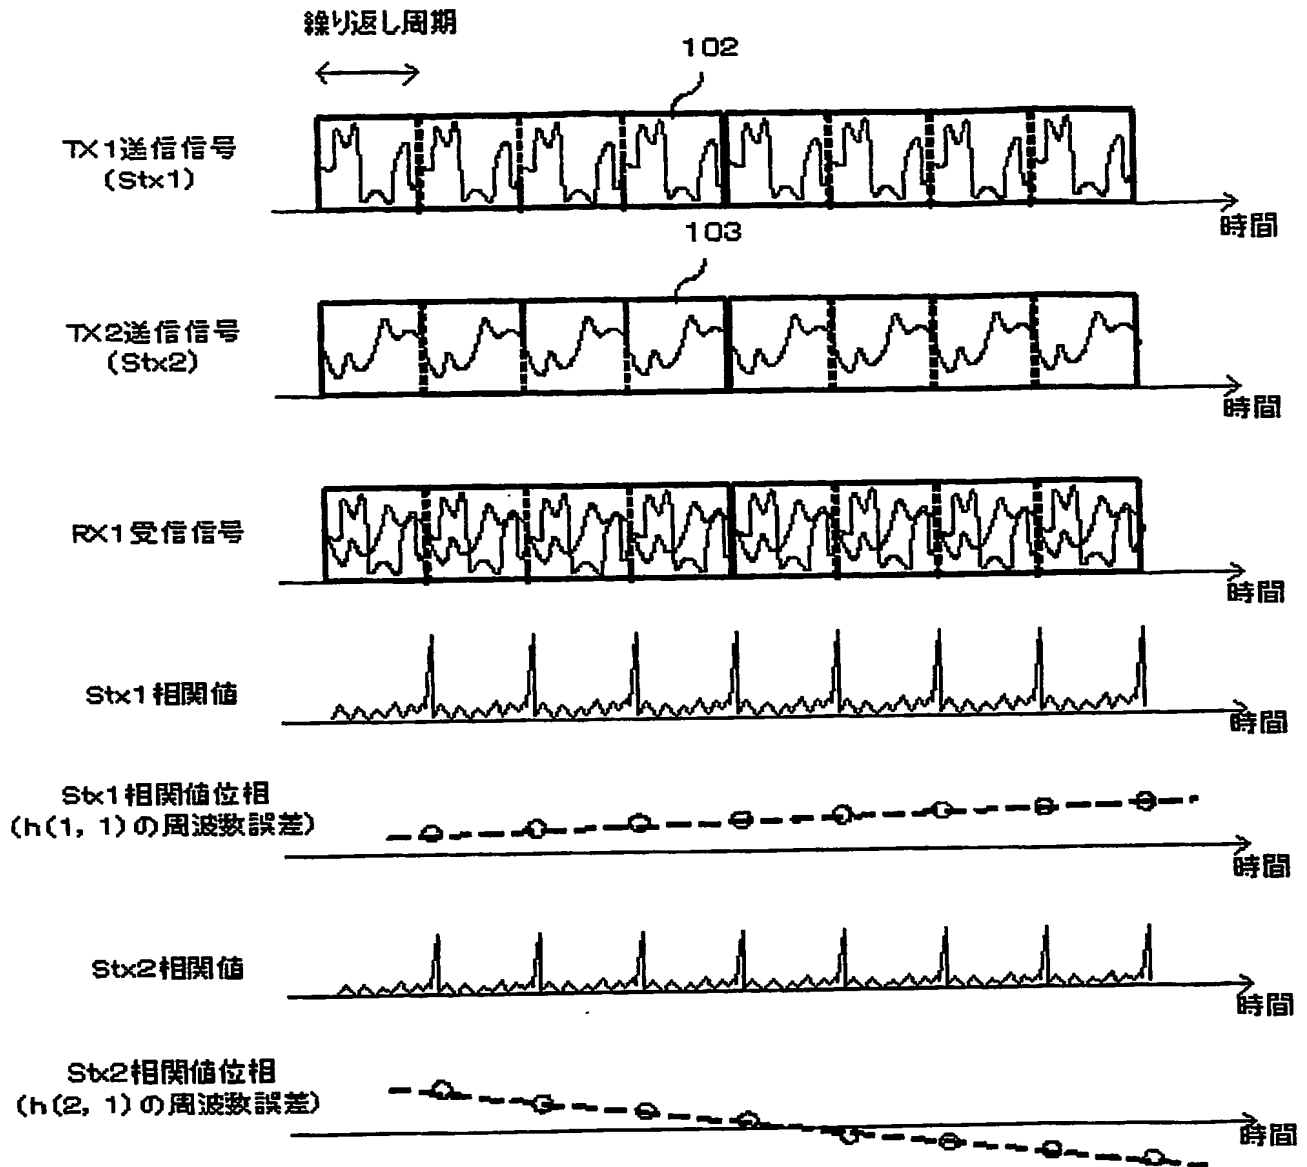 繰り返し周期
102
TX1送信信号
(Stx1)
時間
103
TX2送信信号
(Stx2)
時間
RX1受信信号
時間
Stx1相関値
時間
Stx1相関値位相
(h(1, 1)の周波数誤差)
時間
Stx2相関値
時間
Stx2相関値位相
(h(2, 1)の周波数誤差)
時間